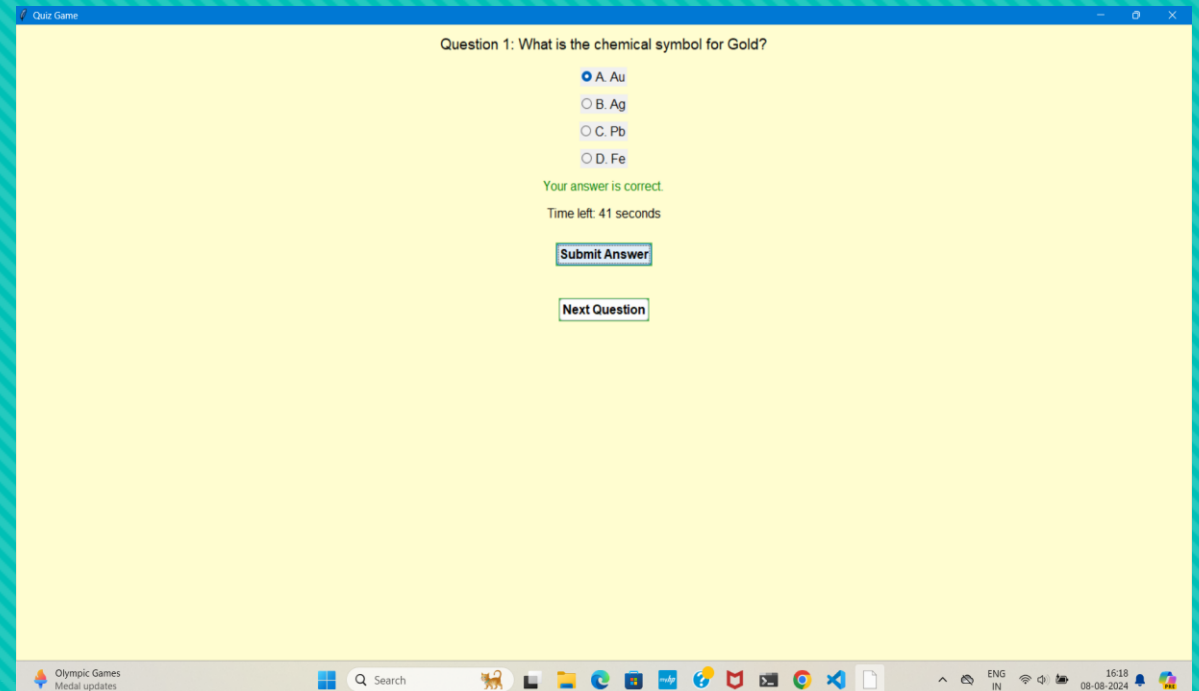 Quiz Game
Question 1: What is the chemical symbol for Gold?
A. Au
B. Ag
C. Pb
D. Fe
Your answer is correct.
Time left: 41 seconds
Submit Answer
Next Question
Olympic Games
Medal updates
Search
ENG
IN
16:18
08-08-2024